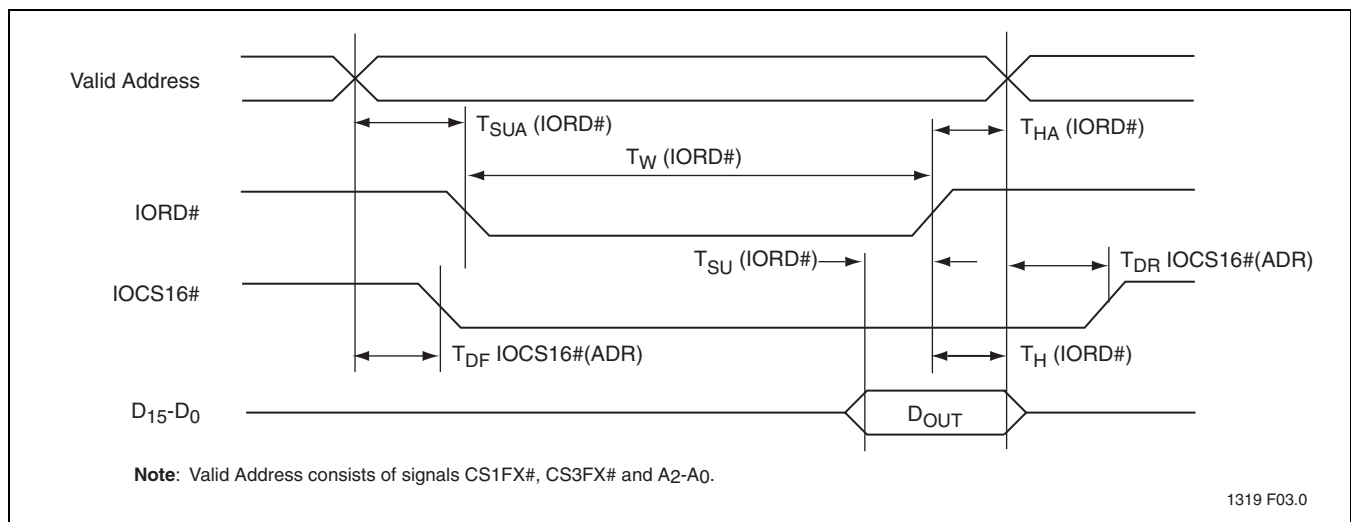 Valid Address
TSUA (IORD#)
THA (IORD#)
TW (IORD#)
IORD#
TSU (IORD#)
TDR IOCS16#(ADR)
IOCS16#
TDF IOCS16#(ADR)
TH (IORD#)
D15-D0
DOUT
Note: Valid Address consists of signals CS1FX#, CS3FX# and A2-A0.
1319 F03.0